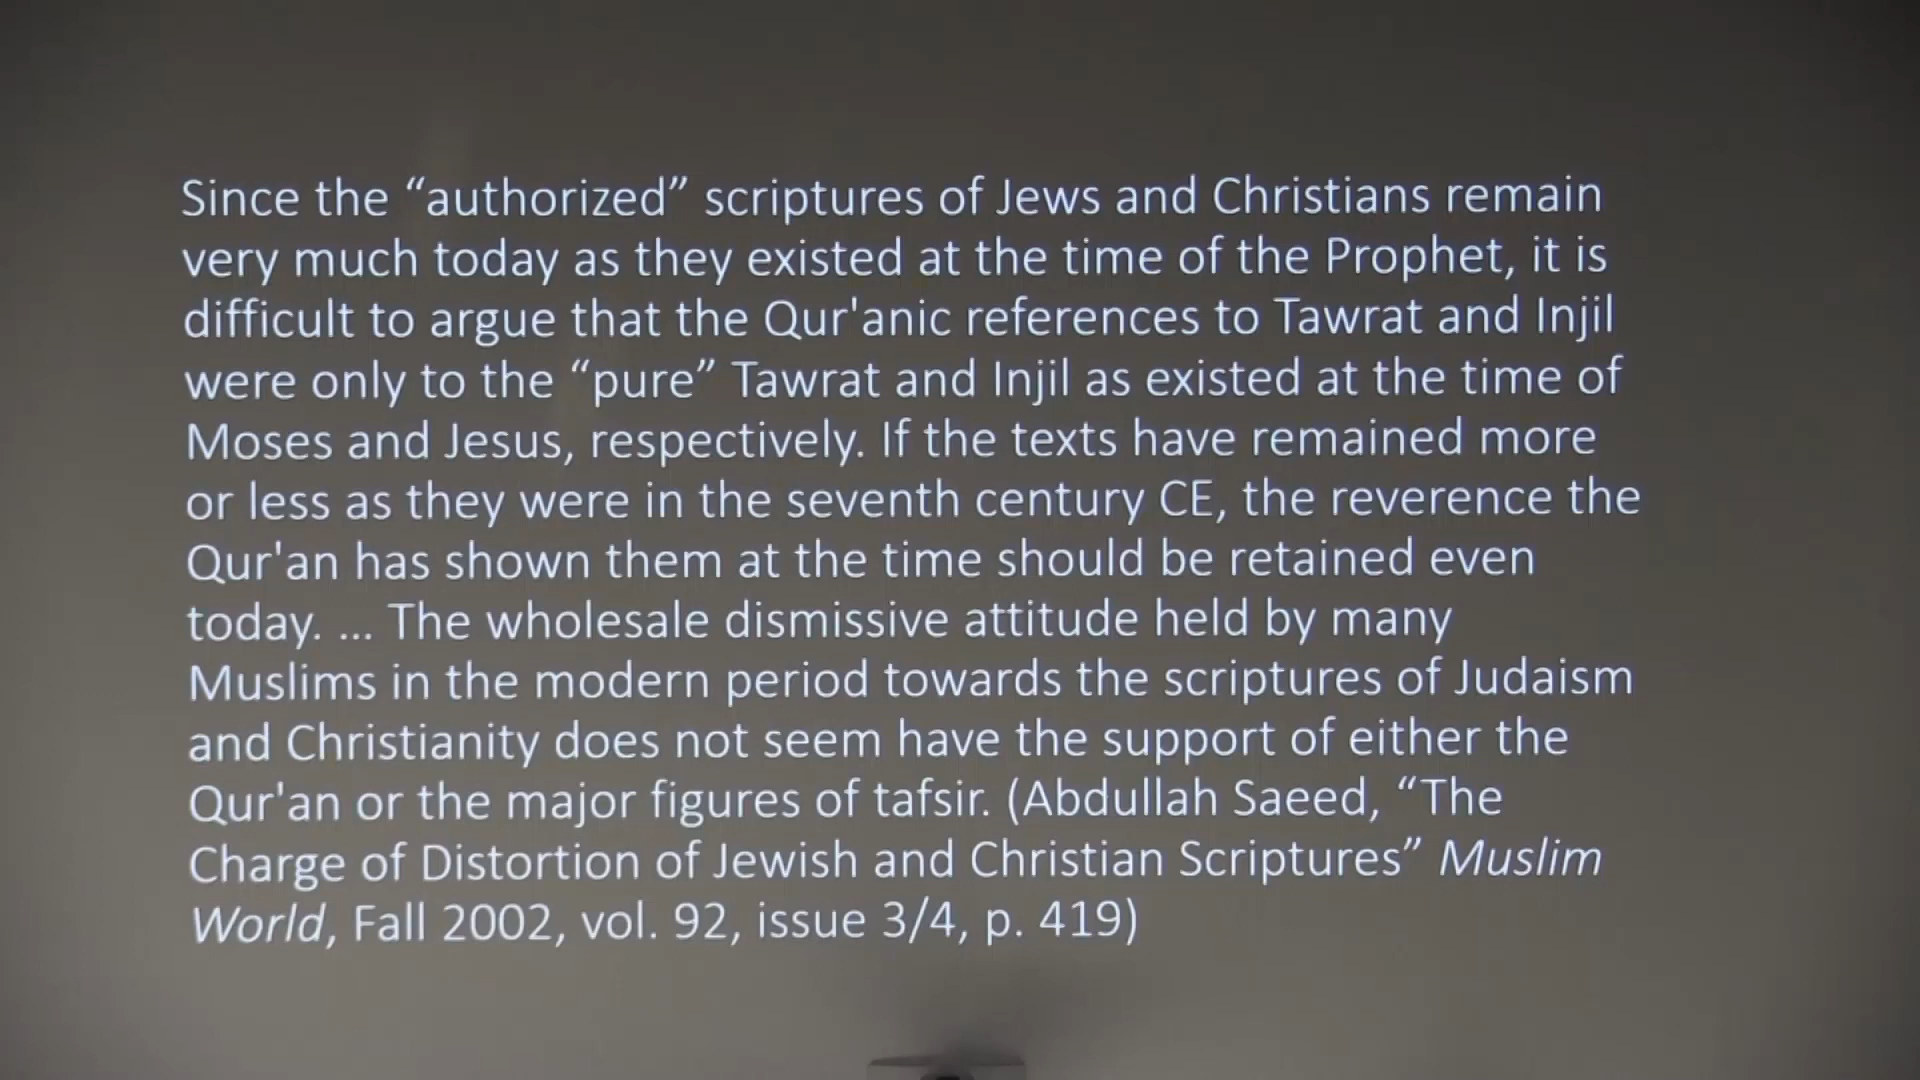 Since the “authorized” scriptures of Jews and Christians remain
very much today as they existed at the time of the Prophet, it is
difficult to argue that the Qur'anic references to Tawrat and Injil
were only to the “pure” Tawrat and Injil as existed at the time of
Moses and Jesus, respectively. If the texts have remained more
or less as they were in the seventh century CE, the reverence the
Qur'an has shown them at the time should be retained even
today. ... The wholesale dismissive attitude held by many
Muslims in the modern period towards the scriptures of Judaism
and Christianity does not seem have the support of either the
Qur'an or the major figures of tafsir. (Abdullah Saeed, “The
Charge of Distortion of Jewish and Christian Scriptures” Muslim
World, Fall 2002, vol. 92, issue 3/4, p. 419)